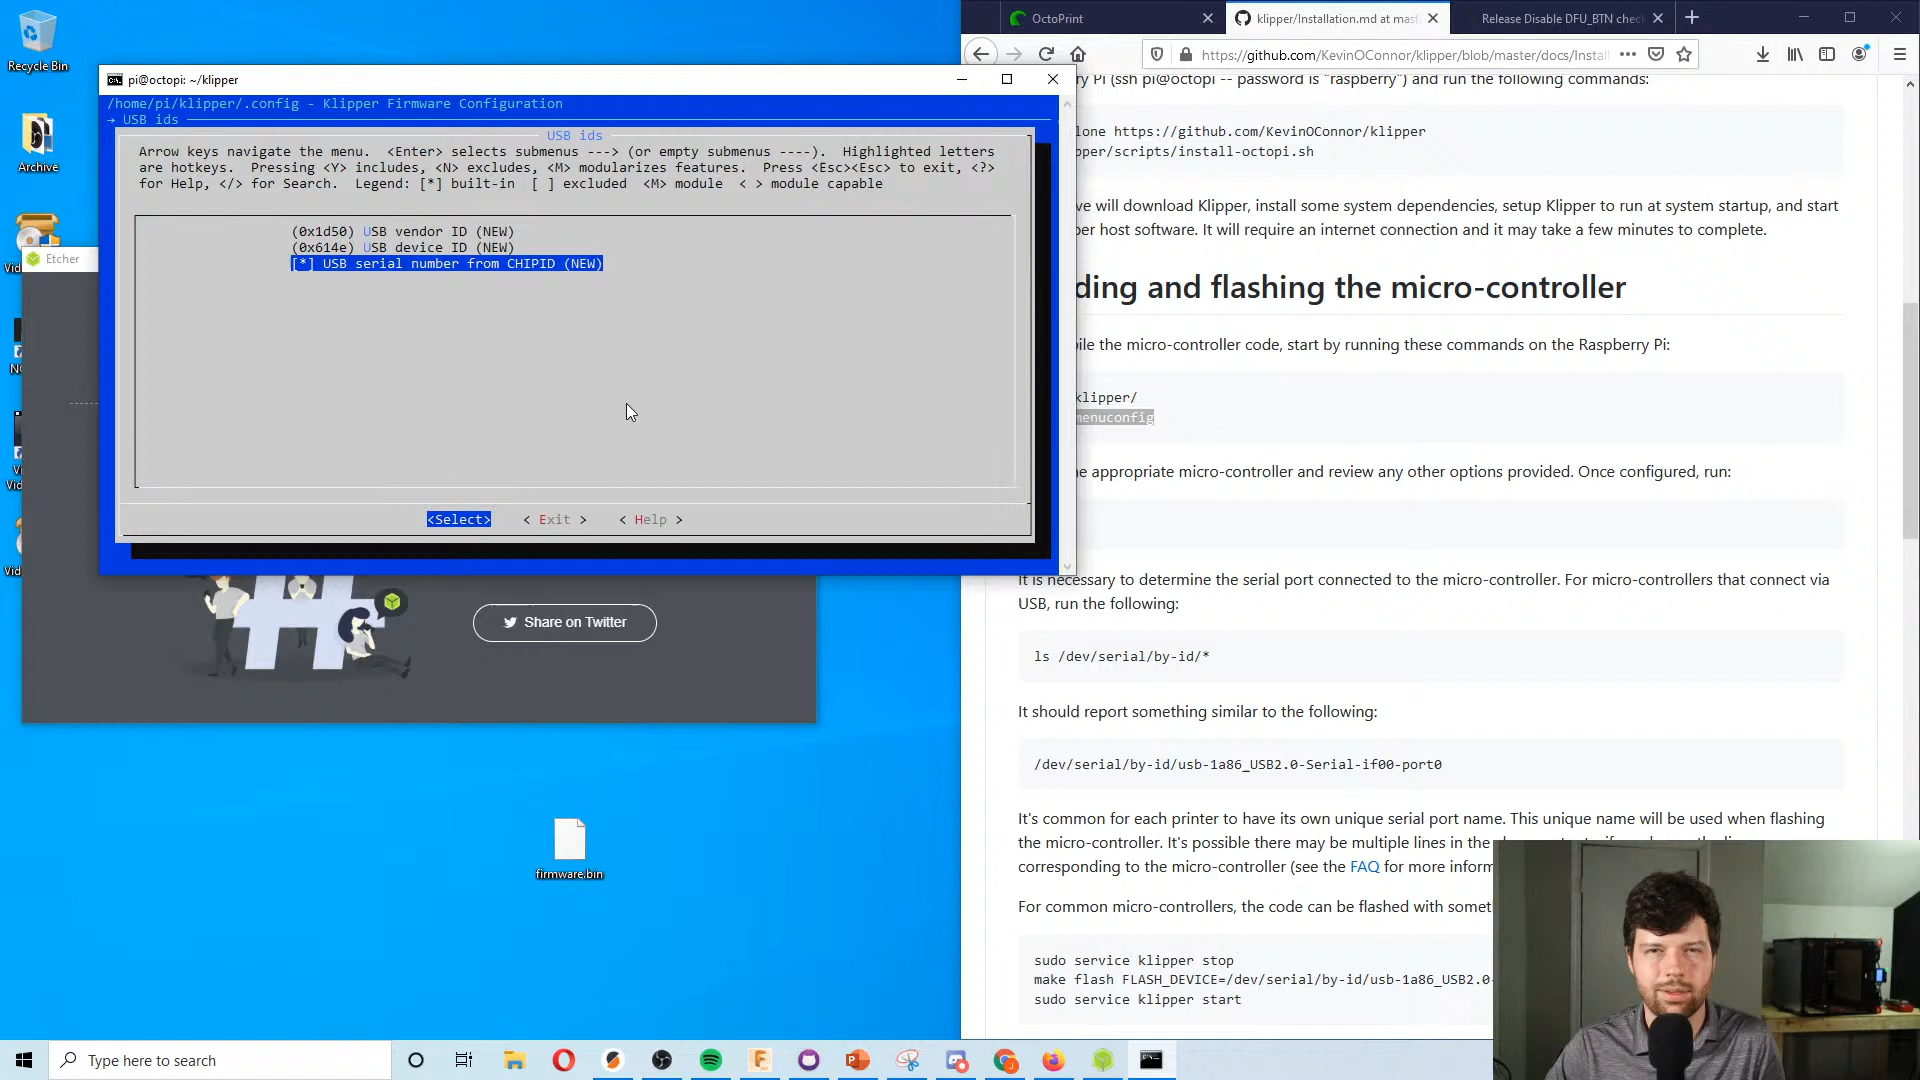 Recycle Bin
Archive
Etcher
pi@octopi: ~/klipper
/home/pi/klipper/.config - Klipper Firmware Configuration
→ USB ids
USB ids
Arrow keys navigate the menu. <Enter> selects submenus ---> (or empty submenus ----). Highlighted letters
are hotkeys. Pressing <Y> includes, <N> excludes, <M> modularizes features. Press <Esc><Esc> to exit, <?>
for Help, </> for Search. Legend: [*] built-in [ ] excluded <M> module < > module capable
(0x1d50) USB vendor ID (NEW)
(0x614e) USB device ID (NEW)
[*] USB serial number from CHIPID (NEW)
<Select> < Exit > < Help >
Share on Twitter
firmware.bin
OctoPrint
klipper/Installation.md at mast
Release Disable DFU_BTN chec
https://github.com/KevinOConnor/klipper/blob/master/docs/Instal
ry Pi (ssh pi@octopi -- password is "raspberry") and run the following commands:
lone https://github.com/KevinOConnor/klipper
pper/scripts/install-octopi.sh
ve will download Klipper, install some system dependencies, setup Klipper to run at system startup, and start
per host software. It will require an internet connection and it may take a few minutes to complete.
ding and flashing the micro-controller
ile the micro-controller code, start by running these commands on the Raspberry Pi:
klipper/
menuconfig
he appropriate micro-controller and review any other options provided. Once configured, run:
It is necessary to determine the serial port connected to the micro-controller. For micro-controllers that connect via
USB, run the following:
ls /dev/serial/by-id/*
It should report something similar to the following:
/dev/serial/by-id/usb-1a86_USB2.0-Serial-if00-port0
It's common for each printer to have its own unique serial port name. This unique name will be used when flashing
the micro-controller. It's possible there may be multiple lines in the
corresponding to the micro-controller (see the FAQ for more inform
For common micro-controllers, the code can be flashed with somet
sudo service klipper stop
make flash FLASH_DEVICE=/dev/serial/by-id/usb-1a86_USB2.0-
sudo service klipper start
Type here to search